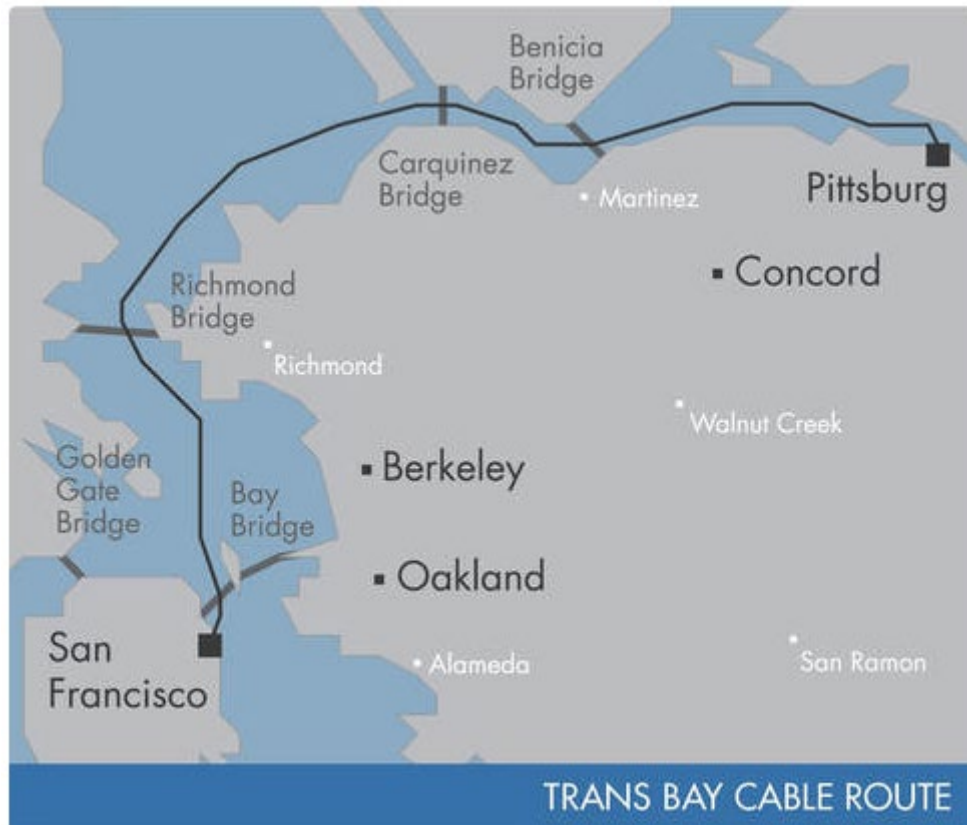 Benicia
Bridge
Carquinez
Bridge
Martinez
Pittsburg
Concord
Richmond
Bridge
Richmond
Walnut Creek
Golden
Gate
Bridge
Berkeley
Bay
Bridge
Oakland
San
Francisco
Alameda
San Ramon
TRANS BAY CABLE ROUTE